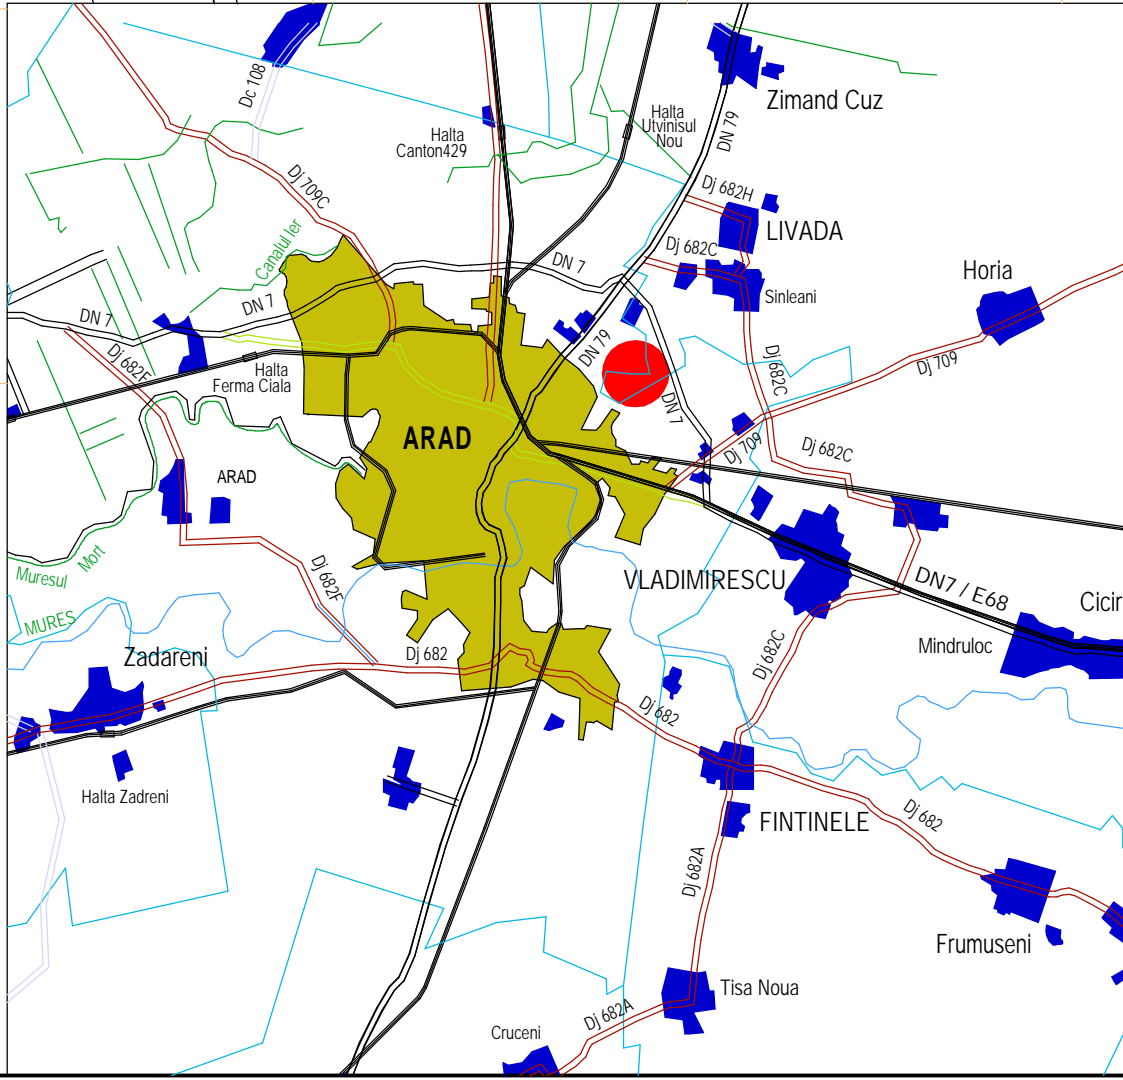 Dc 108
Zimand Cuz
DN 79
Halta
Utvinisul
Nou
Halta
Canton429
Dj 709C
Dj 682H
LIVADA
Canalul Ier
Dj 682C
DN 7
Horia
Sinleani
DN 7
DN 7
DN 79
Dj 682F
Halta
Ferma Ciala
Dj 682C
Dj 709
DN 7
ARAD
Dj 709
Dj 682C
ARAD
Muresul
Mort
Dj 682F
VLADIMIRESCU
DN7 / E68
Cicir
MURES
Mindruloc
Zadareni
Dj 682
Dj 682C
Dj 682
Halta Zadreni
FINTINELE
Dj 682
Dj 682A
Frumuseni
Tisa Noua
Dj 682A
Cruceni